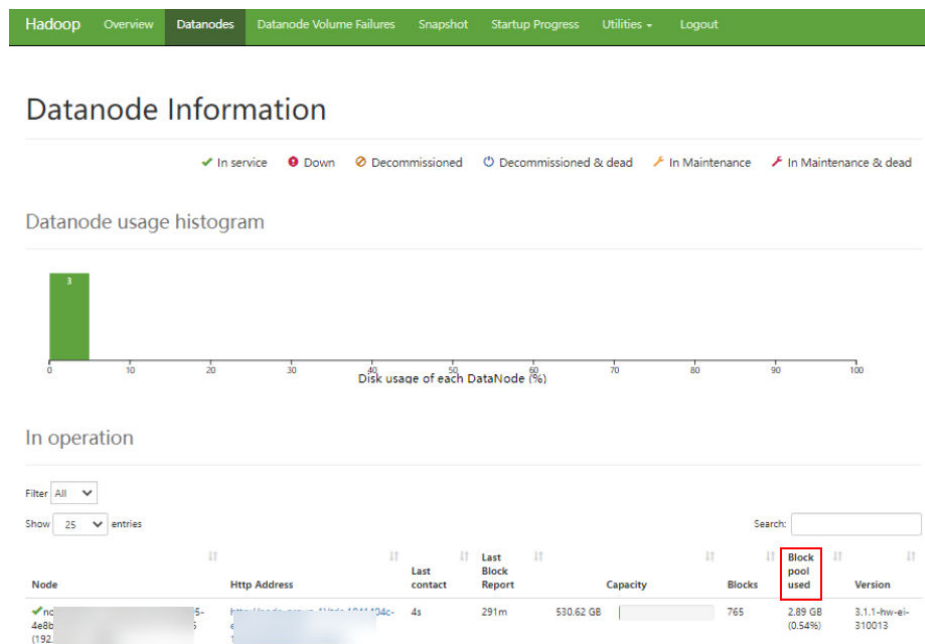 Hadoop Overview Datanodes Datanode Volume Failures Snapshot Startup Progress Utilities Logout
Datanode Information
In service Down Decommissioned Decommissioned & dead In Maintenance In Maintenance & dead
Datanode usage histogram
3
0 10 20 30 40 50 60 70 80 90 100
Disk usage of each DataNode (%)
In operation
Filter All
Show 25 entries
Search:
Node Http Address Last contact Last Block Report Capacity Blocks Block pool used Version
4s 291m 530.62 GB 765 2.89 GB (0.54%) 3.1.1-hw-ei-310013
4e8b
(192.